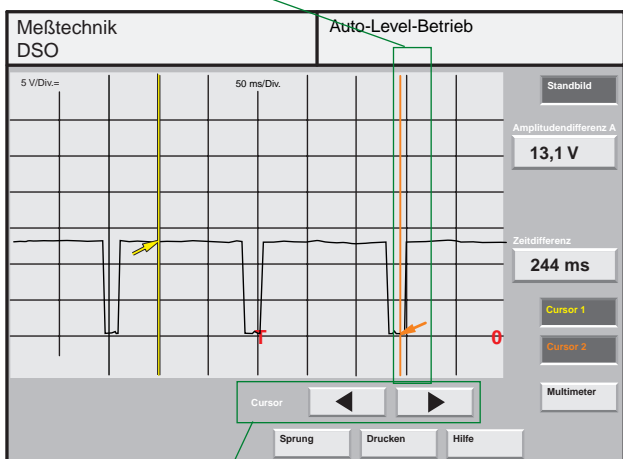 Meßtechnik
DSO
Auto-Level-Betrieb
5 V/Div.=
50 ms/Div.
Standbild
Amplitudendifferenz A
13,1 V
Zeitdifferenz
244 ms
T
0
Cursor 1
Cursor 2
Cursor
Multimeter
Sprung
Drucken
Hilfe